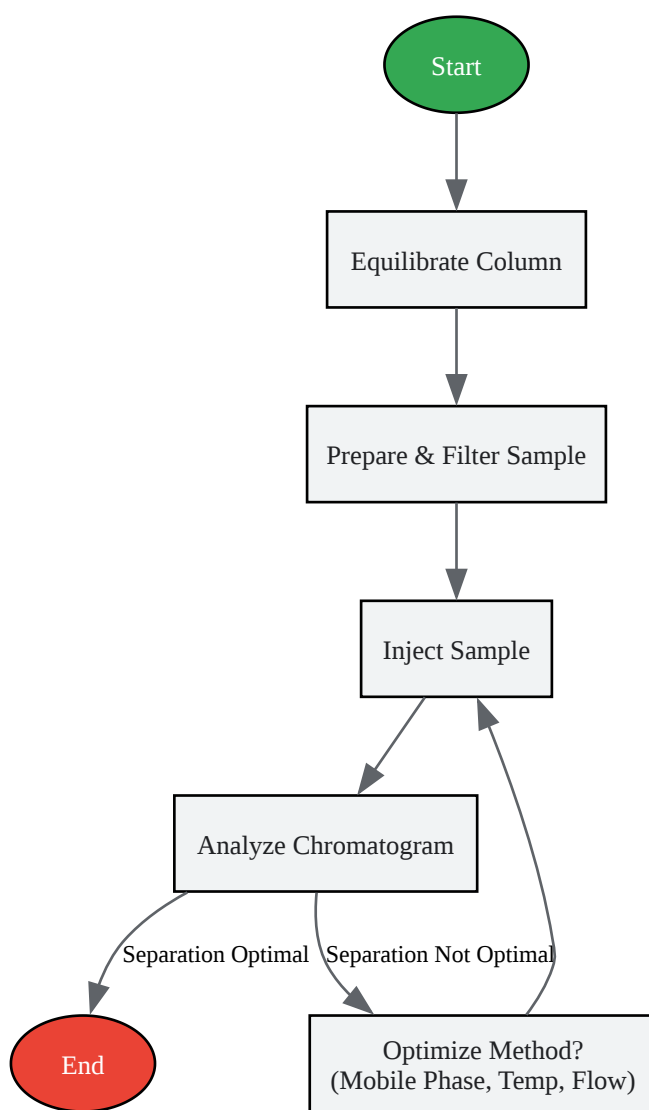 Start
Equilibrate Column
Prepare & Filter Sample
Inject Sample
Analyze Chromatogram
Separation Optimal
Separation Not Optimal
End
Optimize Method?
(Mobile Phase, Temp, Flow)